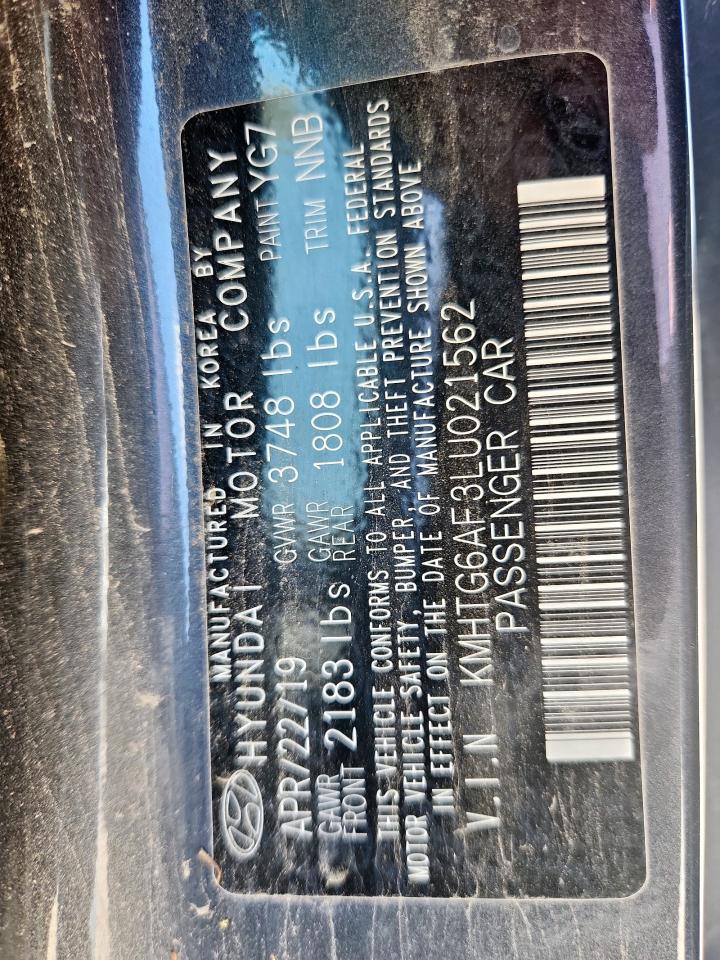 MANUFACTURED IN KOREA BY
HYUNDAI MOTOR COMPANY
APR/22/19 GVWR 3748 lbs PAINT YG7
GAWR FRONT 2183 lbs GAWR REAR 1808 lbs TRIM NNB
THIS VEHICLE CONFORMS TO ALL APPLICABLE U.S.A. FEDERAL
MOTOR VEHICLE SAFETY, BUMPER, AND THEFT PREVENTION STANDARDS
IN EFFECT ON THE DATE OF MANUFACTURE SHOWN ABOVE
V.I.N KMHTG6AF3LU021562
PASSENGER CAR